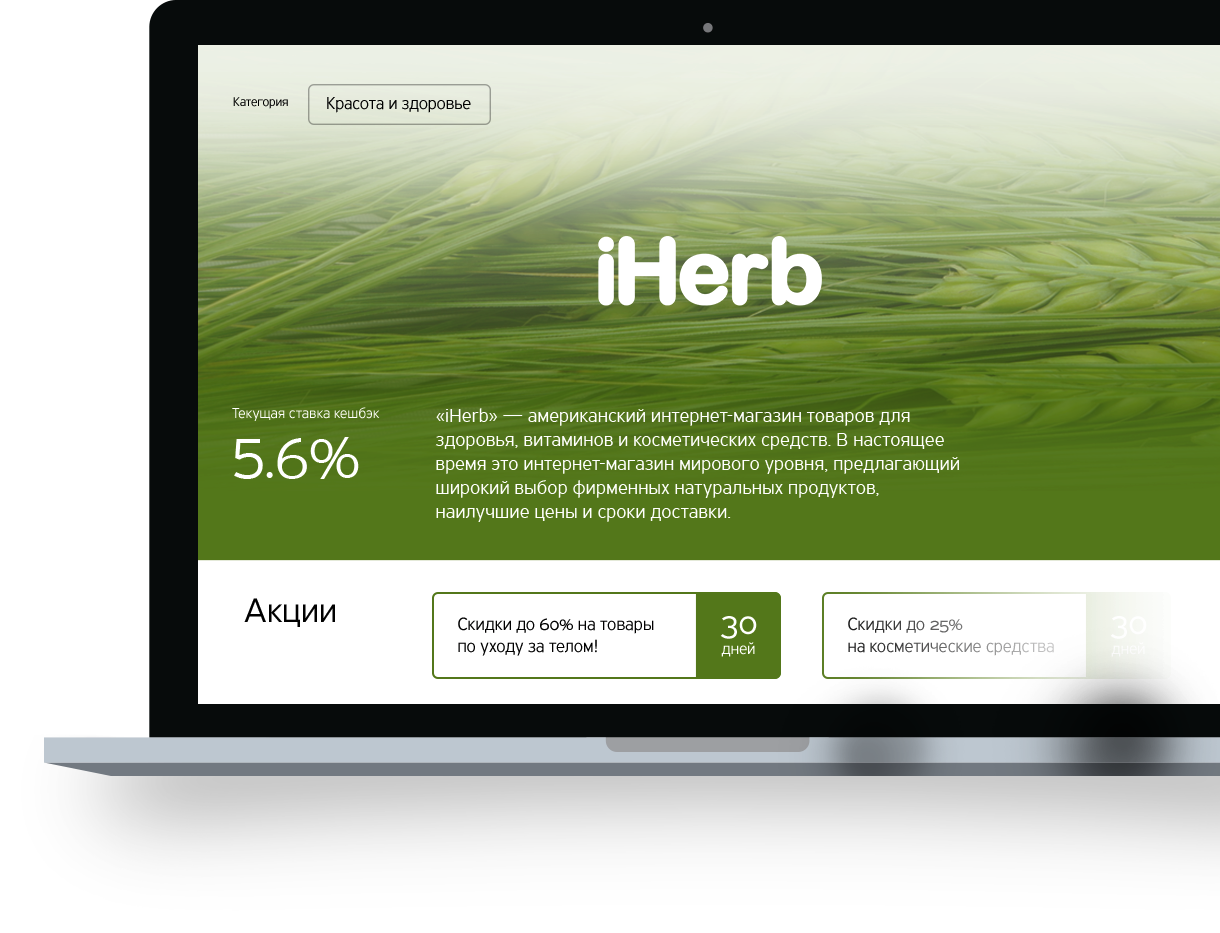 Категория
Красота и здоровье
iHerb
Текущая ставка кешбэк
5.6%
«iHerb» — американский интернет-магазин товаров для
здоровья, витаминов и косметических средств. В настоящее
время это интернет-магазин мирового уровня, предлагающий
широкий выбор фирменных натуральных продуктов,
наилучшие цены и сроки доставки.
Акции
Скидки до 60% на товары
по уходу за телом!
30
дней
Скидки до 25%
на косметические средства
30
дней